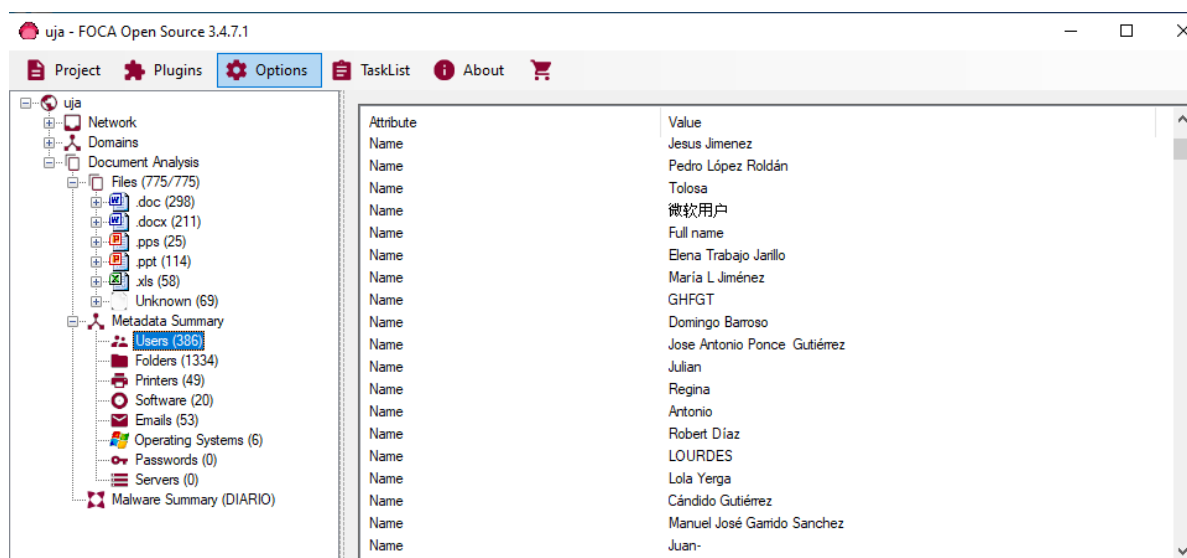 uja - FOCA Open Source 3.4.7.1
Project Plugins Options TaskList About
uja
Network
Domains
Document Analysis
Files (775/775)
.doc (298)
.docx (211)
.pps (25)
.ppt (114)
.xls (58)
Unknown (69)
Metadata Summary
Users (386)
Folders (1334)
Printers (49)
Software (20)
Emails (53)
Operating Systems (6)
Passwords (0)
Servers (0)
Malware Summary (DIARIO)
Attribute Value
Name Jesus Jimenez
Name Pedro López Roldán
Name Tolosa
Name 微软用户
Name Full name
Name Elena Trabajo Jarillo
Name María L Jiménez
Name GHFGT
Name Domingo Barroso
Name Jose Antonio Ponce Gutiérrez
Name Julian
Name Regina
Name Antonio
Name Robert Díaz
Name LOURDES
Name Lola Yerga
Name Cándido Gutiérrez
Name Manuel José Garrido Sanchez
Name Juan-